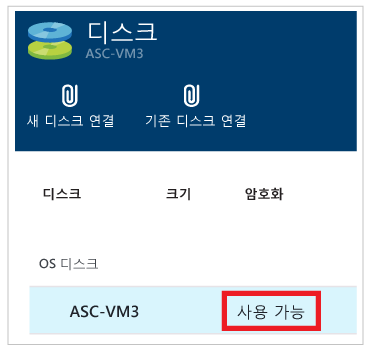 디스크
ASC-VM3
새 디스크 연결 기존 디스크 연결
디스크 크기 암호화
OS 디스크
ASC-VM3 사용 가능